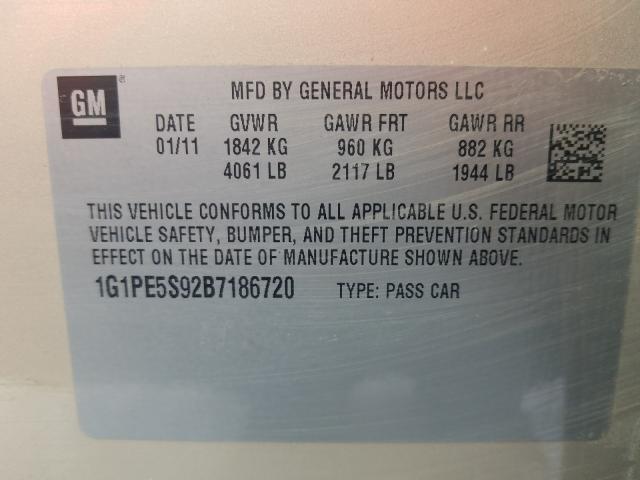 GM
®
MFD BY GENERAL MOTORS LLC
DATE GVWR GAWR FRT GAWR RR
01/11 1842 KG 960 KG 882 KG
4061 LB 2117 LB 1944 LB
THIS VEHICLE CONFORMS TO ALL APPLICABLE U.S. FEDERAL MOTOR
VEHICLE SAFETY, BUMPER, AND THEFT PREVENTION STANDARDS IN
EFFECT ON THE DATE OF MANUFACTURE SHOWN ABOVE.
1G1PE5S92B7186720 TYPE: PASS CAR